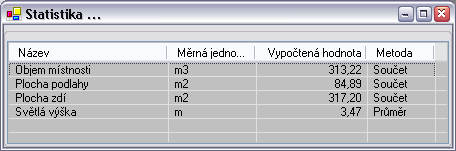 Statistika ...
Název Měrná jedno... Vypočtená hodnota Metoda
Objem místnosti m3 313,22 Součet
Plocha podlahy m2 84,89 Součet
Plocha zdí m2 317,20 Součet
Světlá výška m 3,47 Průměr